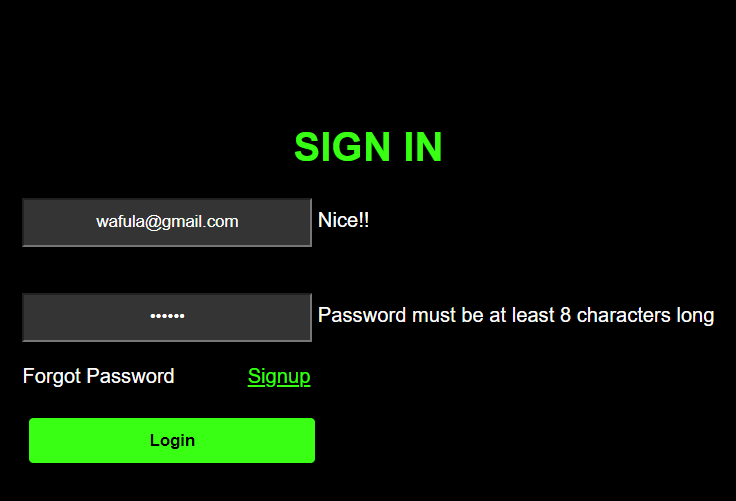 SIGN IN
wafula@gmail.com Nice!!
•••••• Password must be at least 8 characters long
Forgot Password Signup
Login